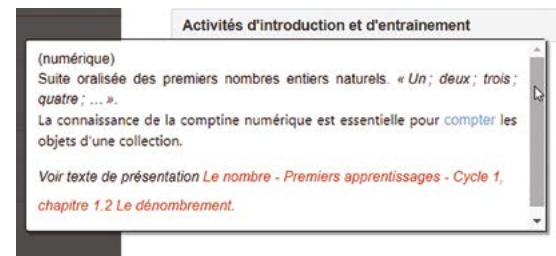 Activités d'introduction et d'entraînement
(numérique)
Suite oralisée des premiers nombres entiers naturels. « Un ; deux ; trois ;
quatre ; … ».
La connaissance de la comptine numérique est essentielle pour compter les
objets d'une collection.
Voir texte de présentation Le nombre - Premiers apprentissages - Cycle 1,
chapitre 1.2 Le dénombrement.